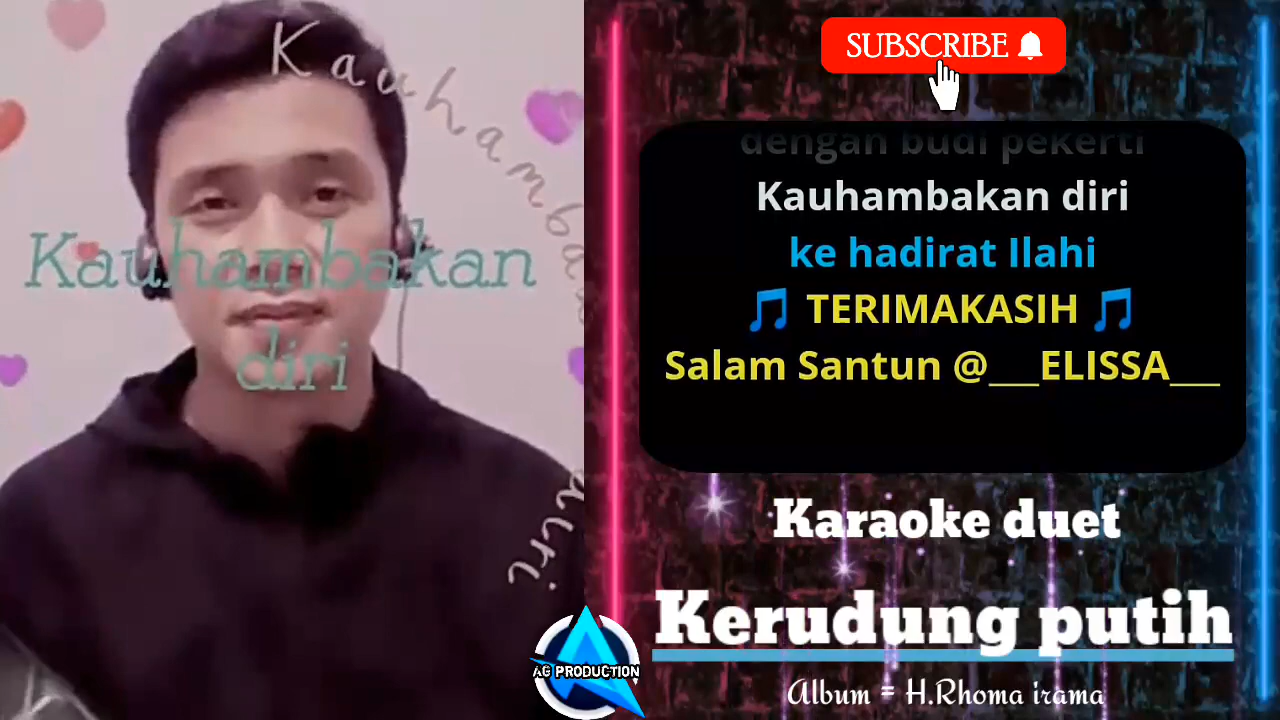 Kauhambakan
diri
Kauhambakan
diri
SUBSCRIBE
dengan budi pekerti
Kauhambakan diri
ke hadirat Ilahi
🎵 TERIMAKASIH 🎵
Salam Santun @___ELISSA___
Karaoke duet
Kerudung putih
Album = H.Rhoma irama
AG PRODUCTION